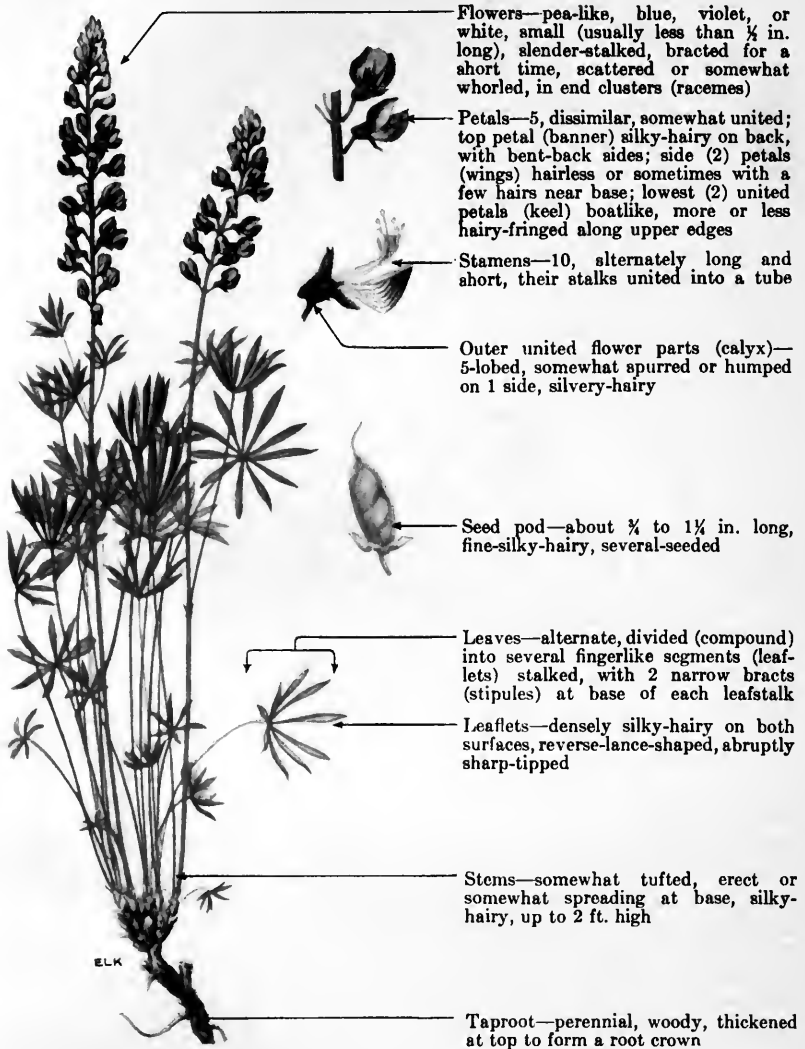 Flowers—pea-like, blue, violet, or
white, small (usually less than ½ in.
long), slender-stalked, bracted for a
short time, scattered or somewhat
whorled, in end clusters (racemes)
Petals—5, dissimilar, somewhat united;
top petal (banner) silky-hairy on back,
with bent-back sides; side (2) petals
(wings) hairless or sometimes with a
few hairs near base; lowest (2) united
petals (keel) boatlike, more or less
hairy-fringed along upper edges
Stamens—10, alternately long and
short, their stalks united into a tube
Outer united flower parts (calyx)—
5-lobed, somewhat spurred or humped
on 1 side, silvery-hairy
Seed pod—about ¾ to 1¼ in. long,
fine-silky-hairy, several-seeded
Leaves—alternate, divided (compound)
into several fingerlike segments (leaf-
lets) stalked, with 2 narrow bracts
(stipules) at base of each leafstalk
Leaflets—densely silky-hairy on both
surfaces, reverse-lance-shaped, abruptly
sharp-tipped
Stems—somewhat tufted, erect or
somewhat spreading at base, silky-
hairy, up to 2 ft. high
ELK
Taproot—perennial, woody, thickened
at top to form a root crown